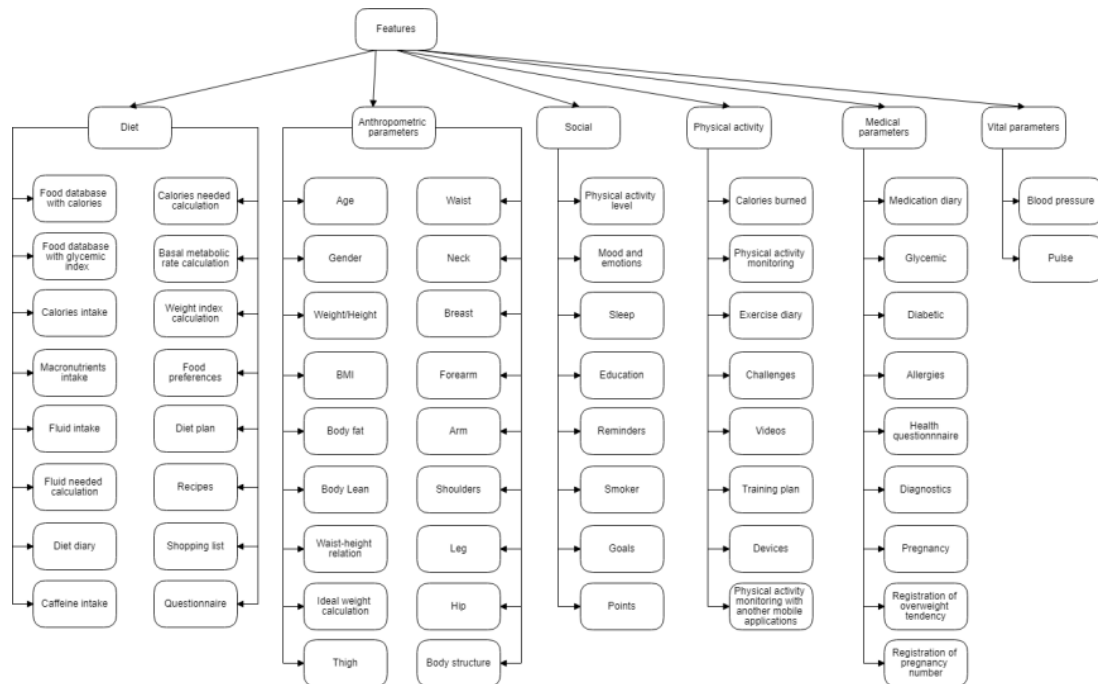 Features
Diet
Anthropometric
parameters
Social
Physical activity
Medical
parameters
Vital parameters
Food database
with calories
Food database
with glycemic
index
Calories intake
Macronutrients
intake
Fluid intake
Fluid needed
calculation
Diet diary
Caffeine intake
Calories needed
calculation
Basal metabolic
rate calculation
Weight index
calculation
Food
preferences
Diet plan
Recipes
Shopping list
Questionnaire
Age
Gender
Weight/Height
BMI
Body fat
Body Lean
Waist-height
relation
Ideal weight
calculation
Thigh
Waist
Neck
Breast
Forearm
Arm
Shoulders
Leg
Hip
Body structure
Physical activity
level
Mood and
emotions
Sleep
Education
Reminders
Smoker
Goals
Points
Calories burned
Physical activity
monitoring
Exercise diary
Challenges
Videos
Training plan
Devices
Physical activity
monitoring with
another mobile
applications
Medication diary
Glycemic
Diabetic
Allergies
Health
questionnnaire
Diagnostics
Pregnancy
Registration of
overweight
tendency
Registration of
pregnancy
number
Blood pressure
Pulse